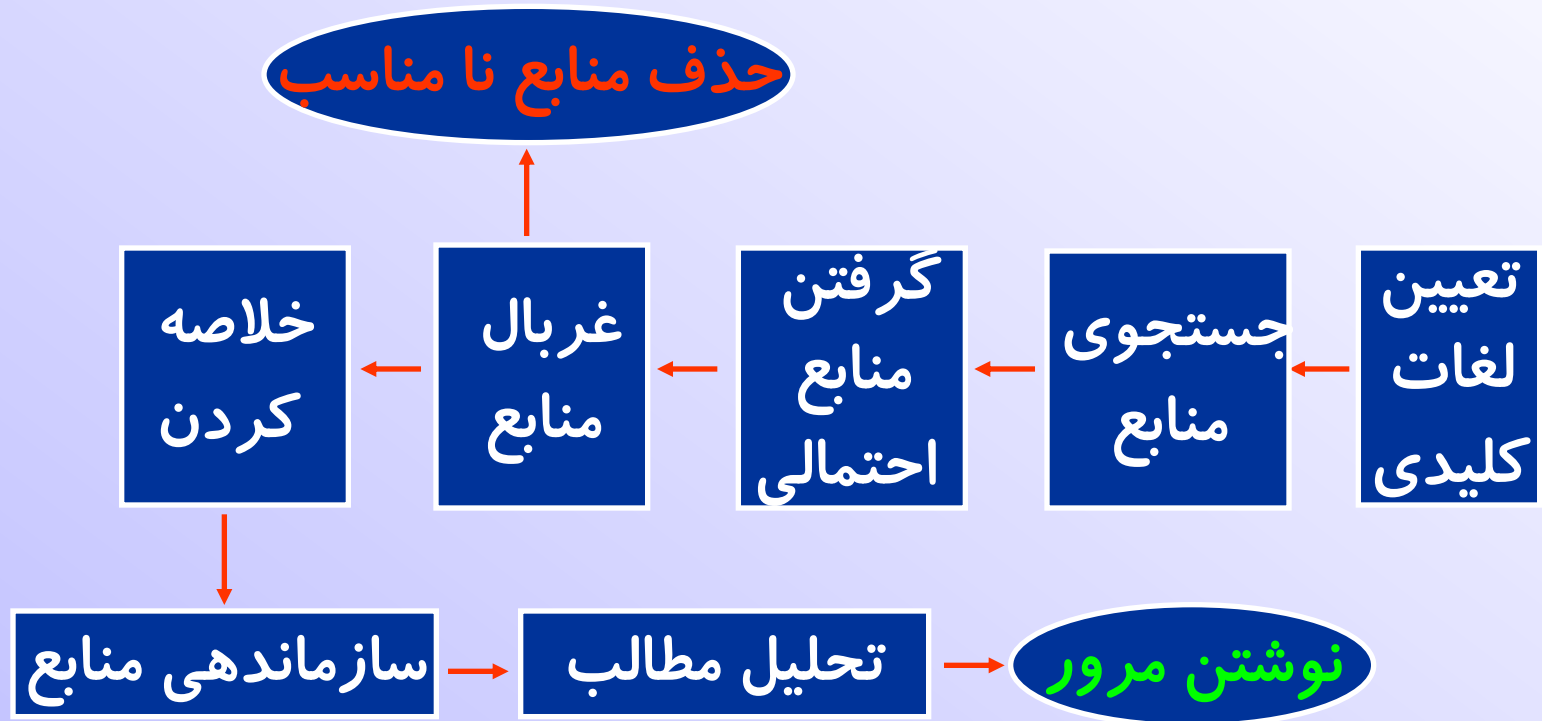 حذف منابع نا مناسب
تعیین
لغات
کلیدی
جستجوی
منابع
گرفتن
منابع
احتمالی
غربال
منابع
خلاصه
کردن
سازماندهی منابع
تحلیل مطالب
نوشتن مرور